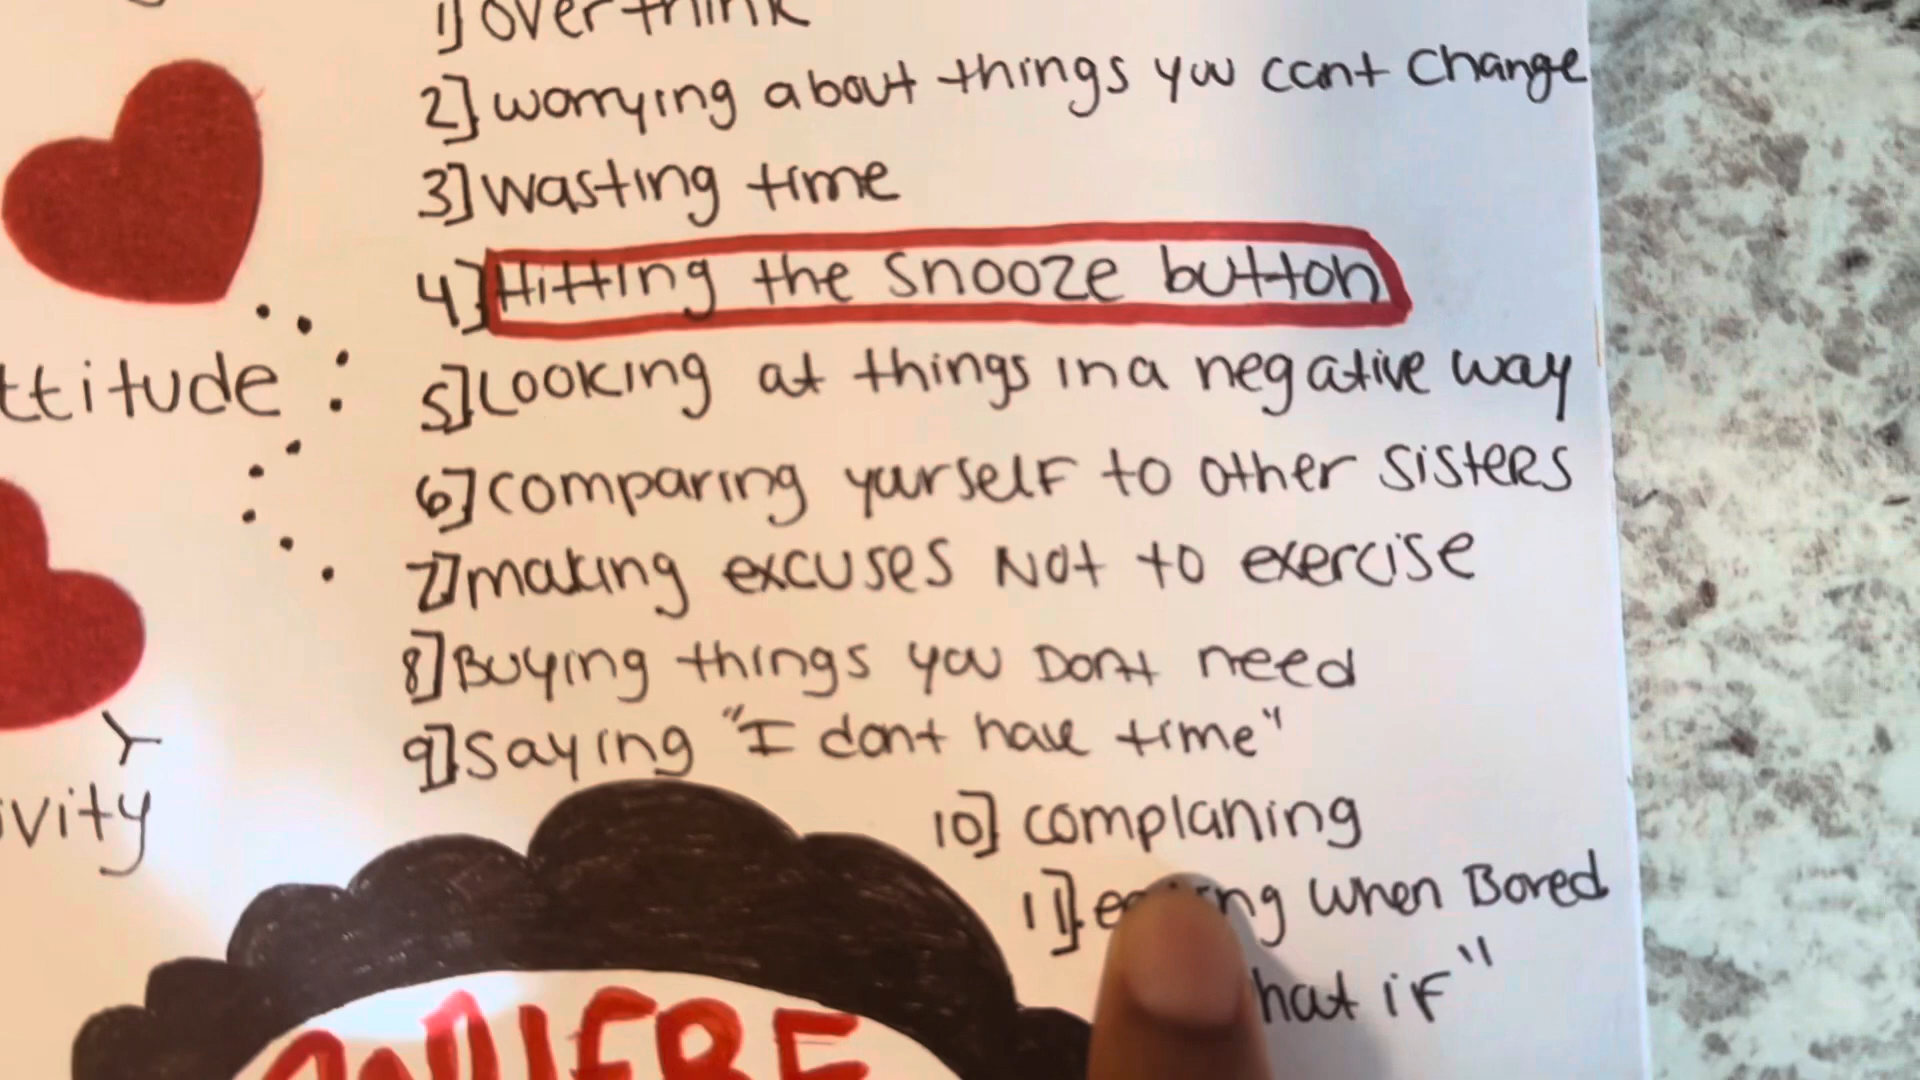 1] overthink
2] worrying about things you cant change
3] wasting time
4] Hitting the snooze button
5] Looking at things in a negative way
ttitude
6] comparing yourself to other sisters
7] making excuses Not to exercise
8] Buying things you Dont need
9] Saying "I dont have time"
ivity
10] complaning
11] when Bored
hat iF"